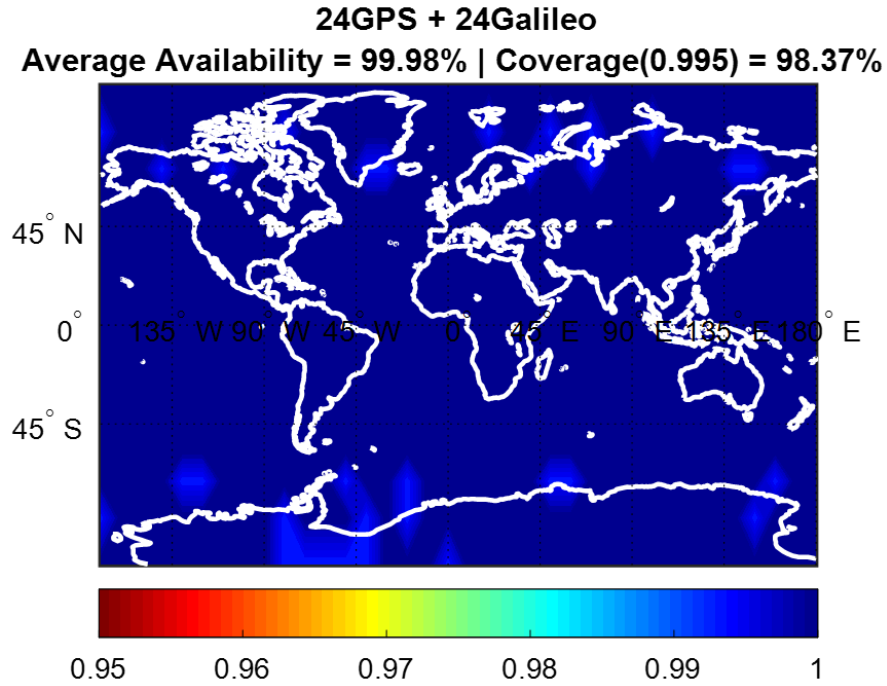 24GPS + 24Galileo
Average Availability = 99.98% | Coverage(0.995) = 98.37%
45° N
0°
135° W 90° W 45° W 0° 45° E 90° E 135° E 180° E
45° S
0.95 0.96 0.97 0.98 0.99 1